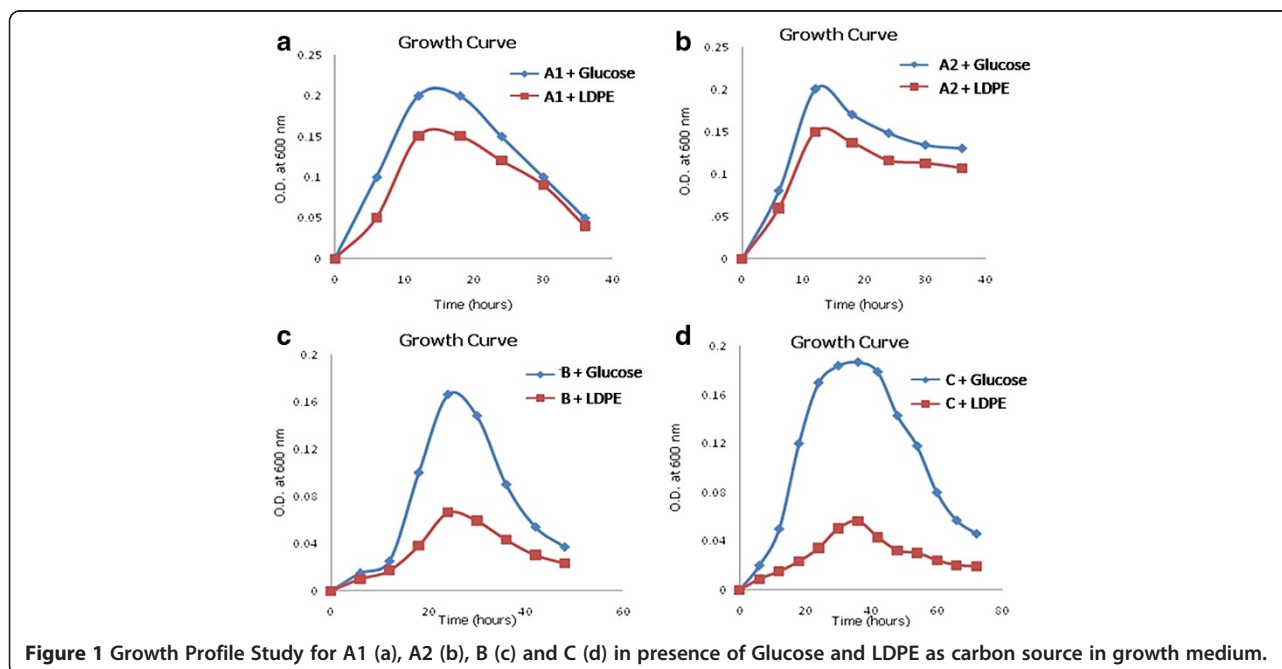 a
Growth Curve
0.25
0.2
0.15
0.1
0.05
0
O.D. at 600 nm
A1 + Glucose
A1 + LDPE
0 10 20 30 40
Time (hours)
b
Growth Curve
0.25
0.2
0.15
0.1
.05
0
O.D. at 600 nm
A2 + Glucose
A2 + LDPE
0 10 20 30 40
Time (hours)
c
Growth Curve
0.2
0.16
0.12
0.08
0.04
0
O.D. at 600 nm
B + Glucose
B + LDPE
0 20 40 60
Time (hours)
d
Growth Curve
0.2
0.16
0.12
0.08
0.04
0
O.D. at 600 nm
C + Glucose
C + LDPE
0 20 40 60 80
Time (hours)
Figure 1 Growth Profile Study for A1 (a), A2 (b), B (c) and C (d) in presence of Glucose and LDPE as carbon source in growth medium.